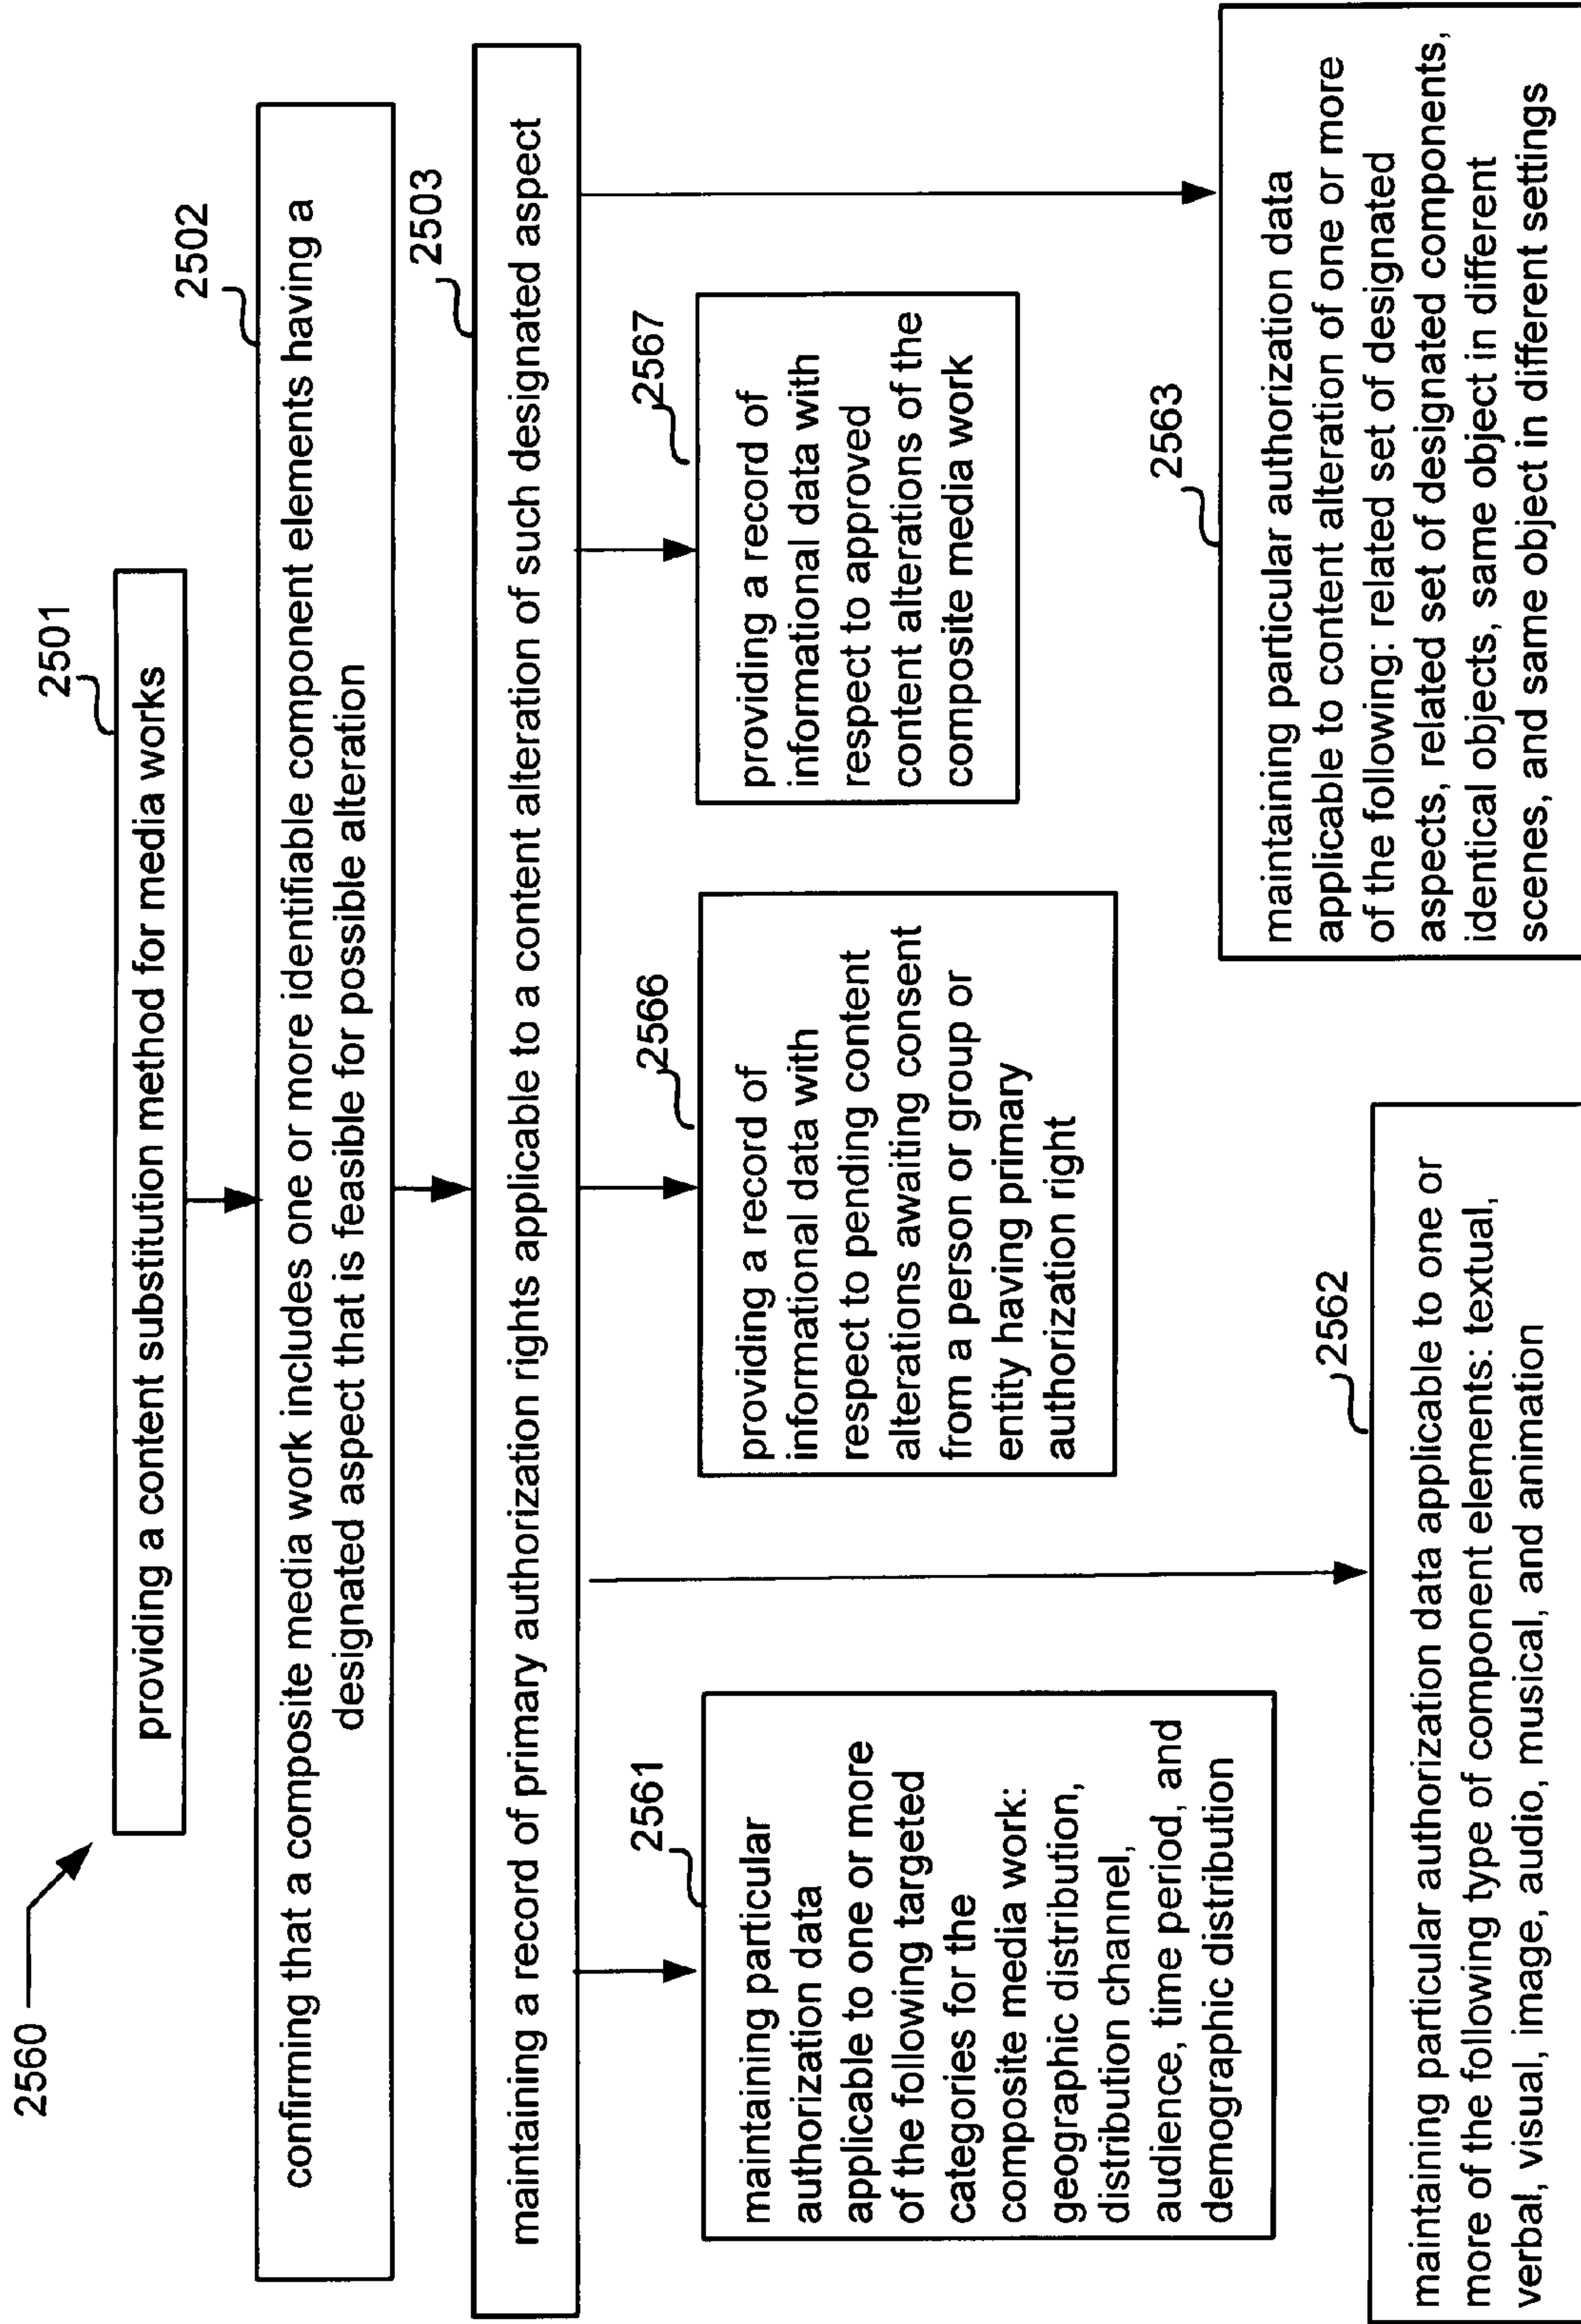 2560
2501
providing a content substitution method for media works
2502
confirming that a composite media work includes one or more identifiable component elements having a
designated aspect that is feasible for possible alteration
2503
maintaining a record of primary authorization rights applicable to a content alteration of such designated aspect
2561
maintaining particular
authorization data
applicable to one or more
of the following targeted
categories for the
composite media work:
geographic distribution,
distribution channel,
audience, time period, and
demographic distribution
2566
providing a record of
informational data with
respect to pending content
alterations awaiting consent
from a person or group or
entity having primary
authorization right
2567
providing a record of
informational data with
respect to approved
content alterations of the
composite media work
2562
maintaining particular authorization data applicable to one or
more of the following type of component elements: textual,
verbal, visual, image, audio, musical, and animation
2563
maintaining particular authorization data
applicable to content alteration of one or more
of the following: related set of designated
aspects, related set of designated components,
identical objects, same object in different
scenes, and same object in different settings